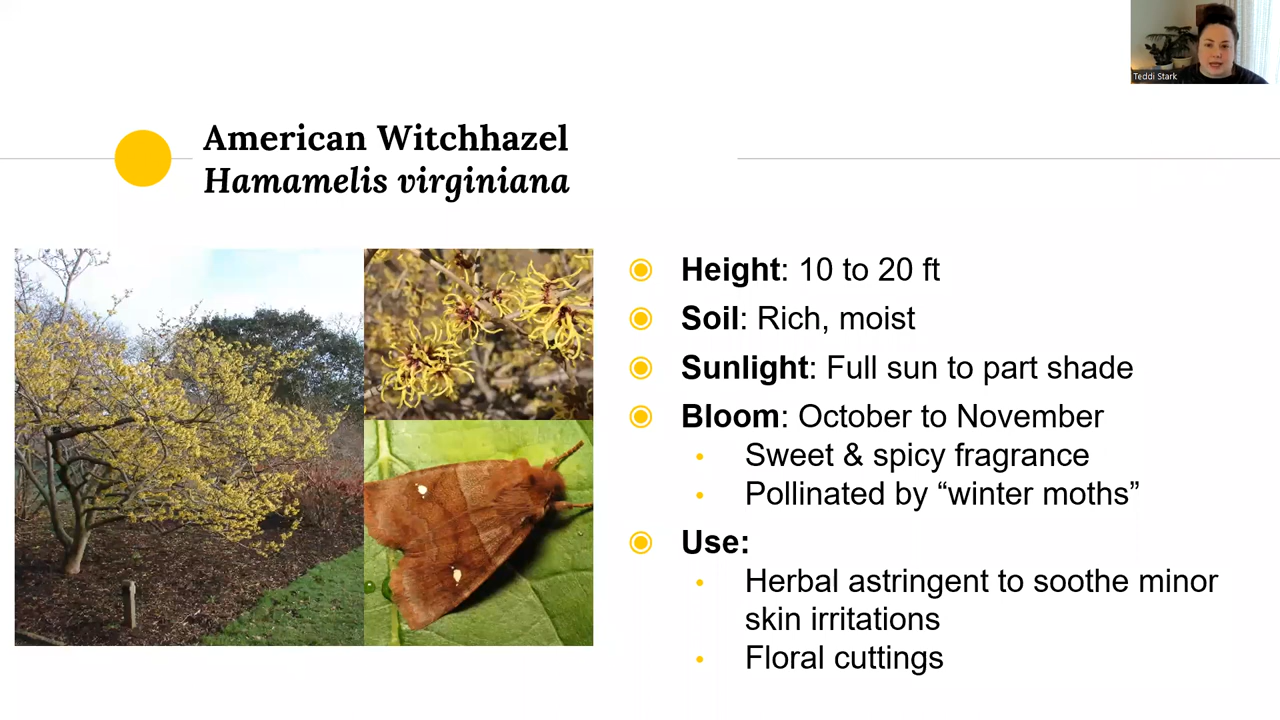 Teddi Stark
American Witchhazel
Hamamelis virginiana
Height: 10 to 20 ft
Soil: Rich, moist
Sunlight: Full sun to part shade
Bloom: October to November
Sweet & spicy fragrance
Pollinated by “winter moths”
Use:
Herbal astringent to soothe minor
skin irritations
Floral cuttings